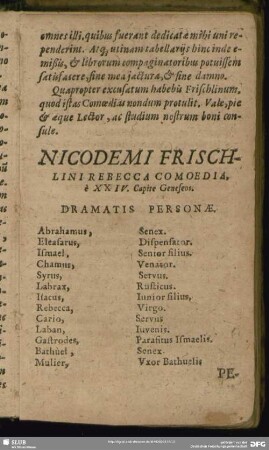 omnes illi, quibus fuerant dedicatæ mihi uni re-
penderint. Atq; utinam tabellarijs hinc inde e-
missis, & librorum compaginatoribus potuissem
satisfacere, sine mea jactura, & sine damno.
Quapropter excusatum habebis Frischlinum,
quod istas Comœdias nondum protulit. Vale, pie
& æque Lector, ac studium nostrum boni con-
sule.
NICODEMI FRISCH-
LINI REBECCA COMOEDIA,
è XXIV. Capite Geneseos.
DRAMATIS PERSONÆ.
Abrahamus, Senex.
Eleasarus, Dispensator.
Ismael, Senior filius.
Chamus, Venator.
Syrus, Servus.
Labrax, Rusticus.
Isacus, Iunior filius,
Rebecca, Virgo.
Cario, Servus
Laban, Iuvenis.
Gastrodes, Parasitus Ismaelis.
Bathuel, Senex.
Mulier, Vxor Bathuelis
PE-
SLUB
DFG